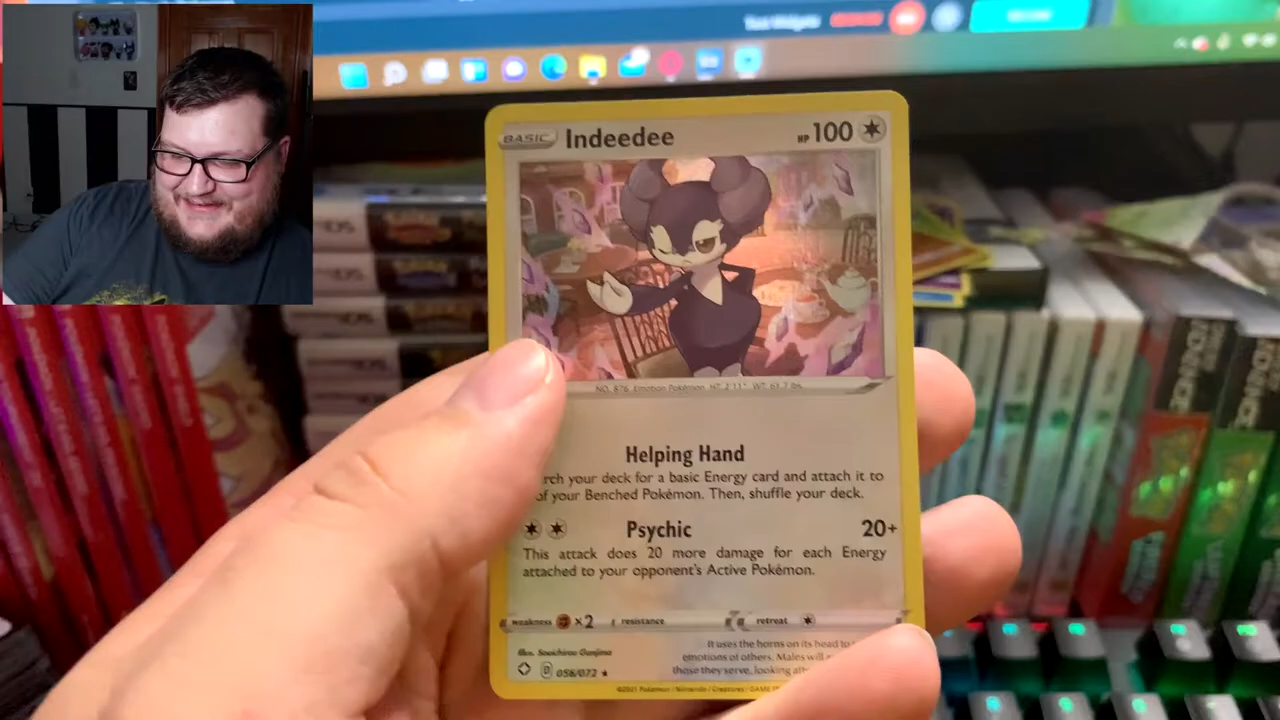 BASIC Indeedee HP 100
NO. 876 Emotion Pokémon HT: 2'11" WT: 61.7 lbs.
Helping Hand
rch your deck for a basic Energy card and attach it to
of your Benched Pokémon. Then, shuffle your deck.
Psychic 20+
This attack does 20 more damage for each Energy
attached to your opponent's Active Pokémon.
weakness ×2 resistance retreat
Illus. Souichirou Gunjima
It uses the horns on its head to
emotions of others. Males will
those they serve, looking aft
D 056/072 ★
©2021 Pokémon / Nintendo / Creatures / GAME